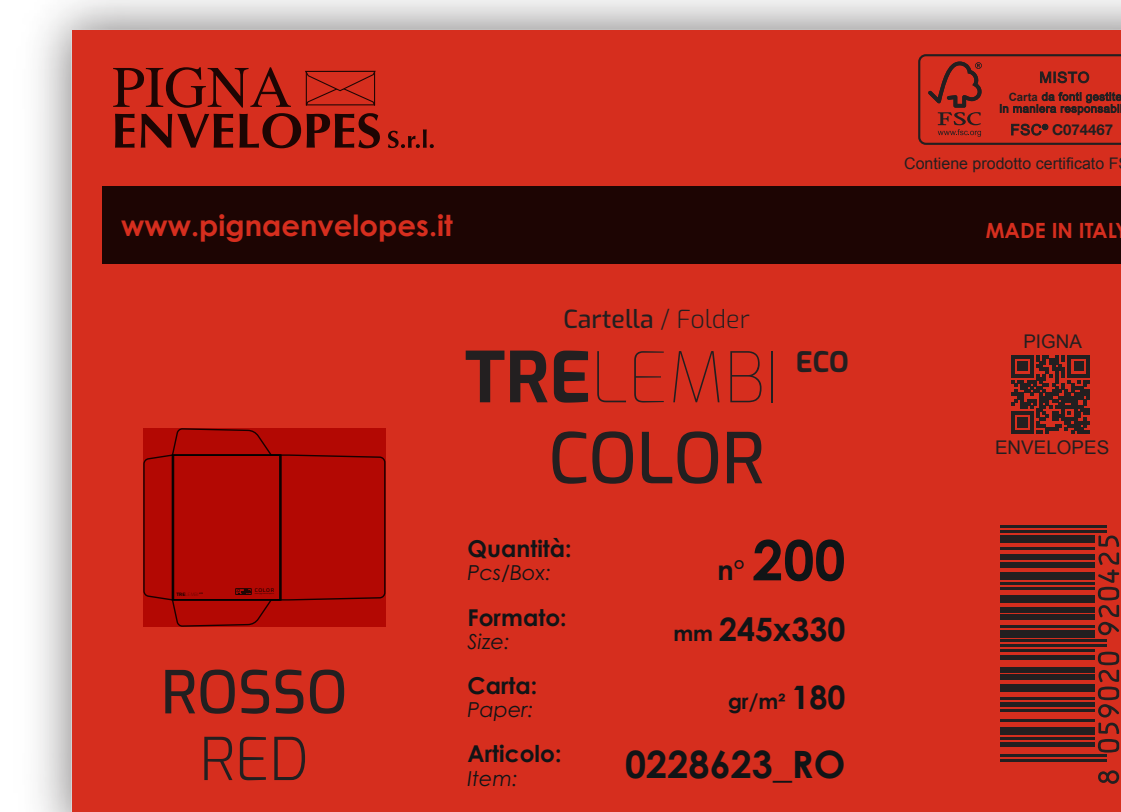 PIGNA
ENVELOPES S.r.l.
FSC
www.fsc.org
MISTO
Carta da fonti gestite
in maniera responsabil
FSC® C074467
Contiene prodotto certificato
www.pignaenvelopes.it
MADE IN ITALY
Cartella / Folder
TRELEMBI ECO
COLOR
PIGNA
ENVELOPES
Quantità: n° 200
Pcs/Box:
Formato: mm 245x330
Size:
Carta: gr/m² 180
Paper:
Articolo: 0228623_RO
Item:
ROSSO
RED
8 059020 920425